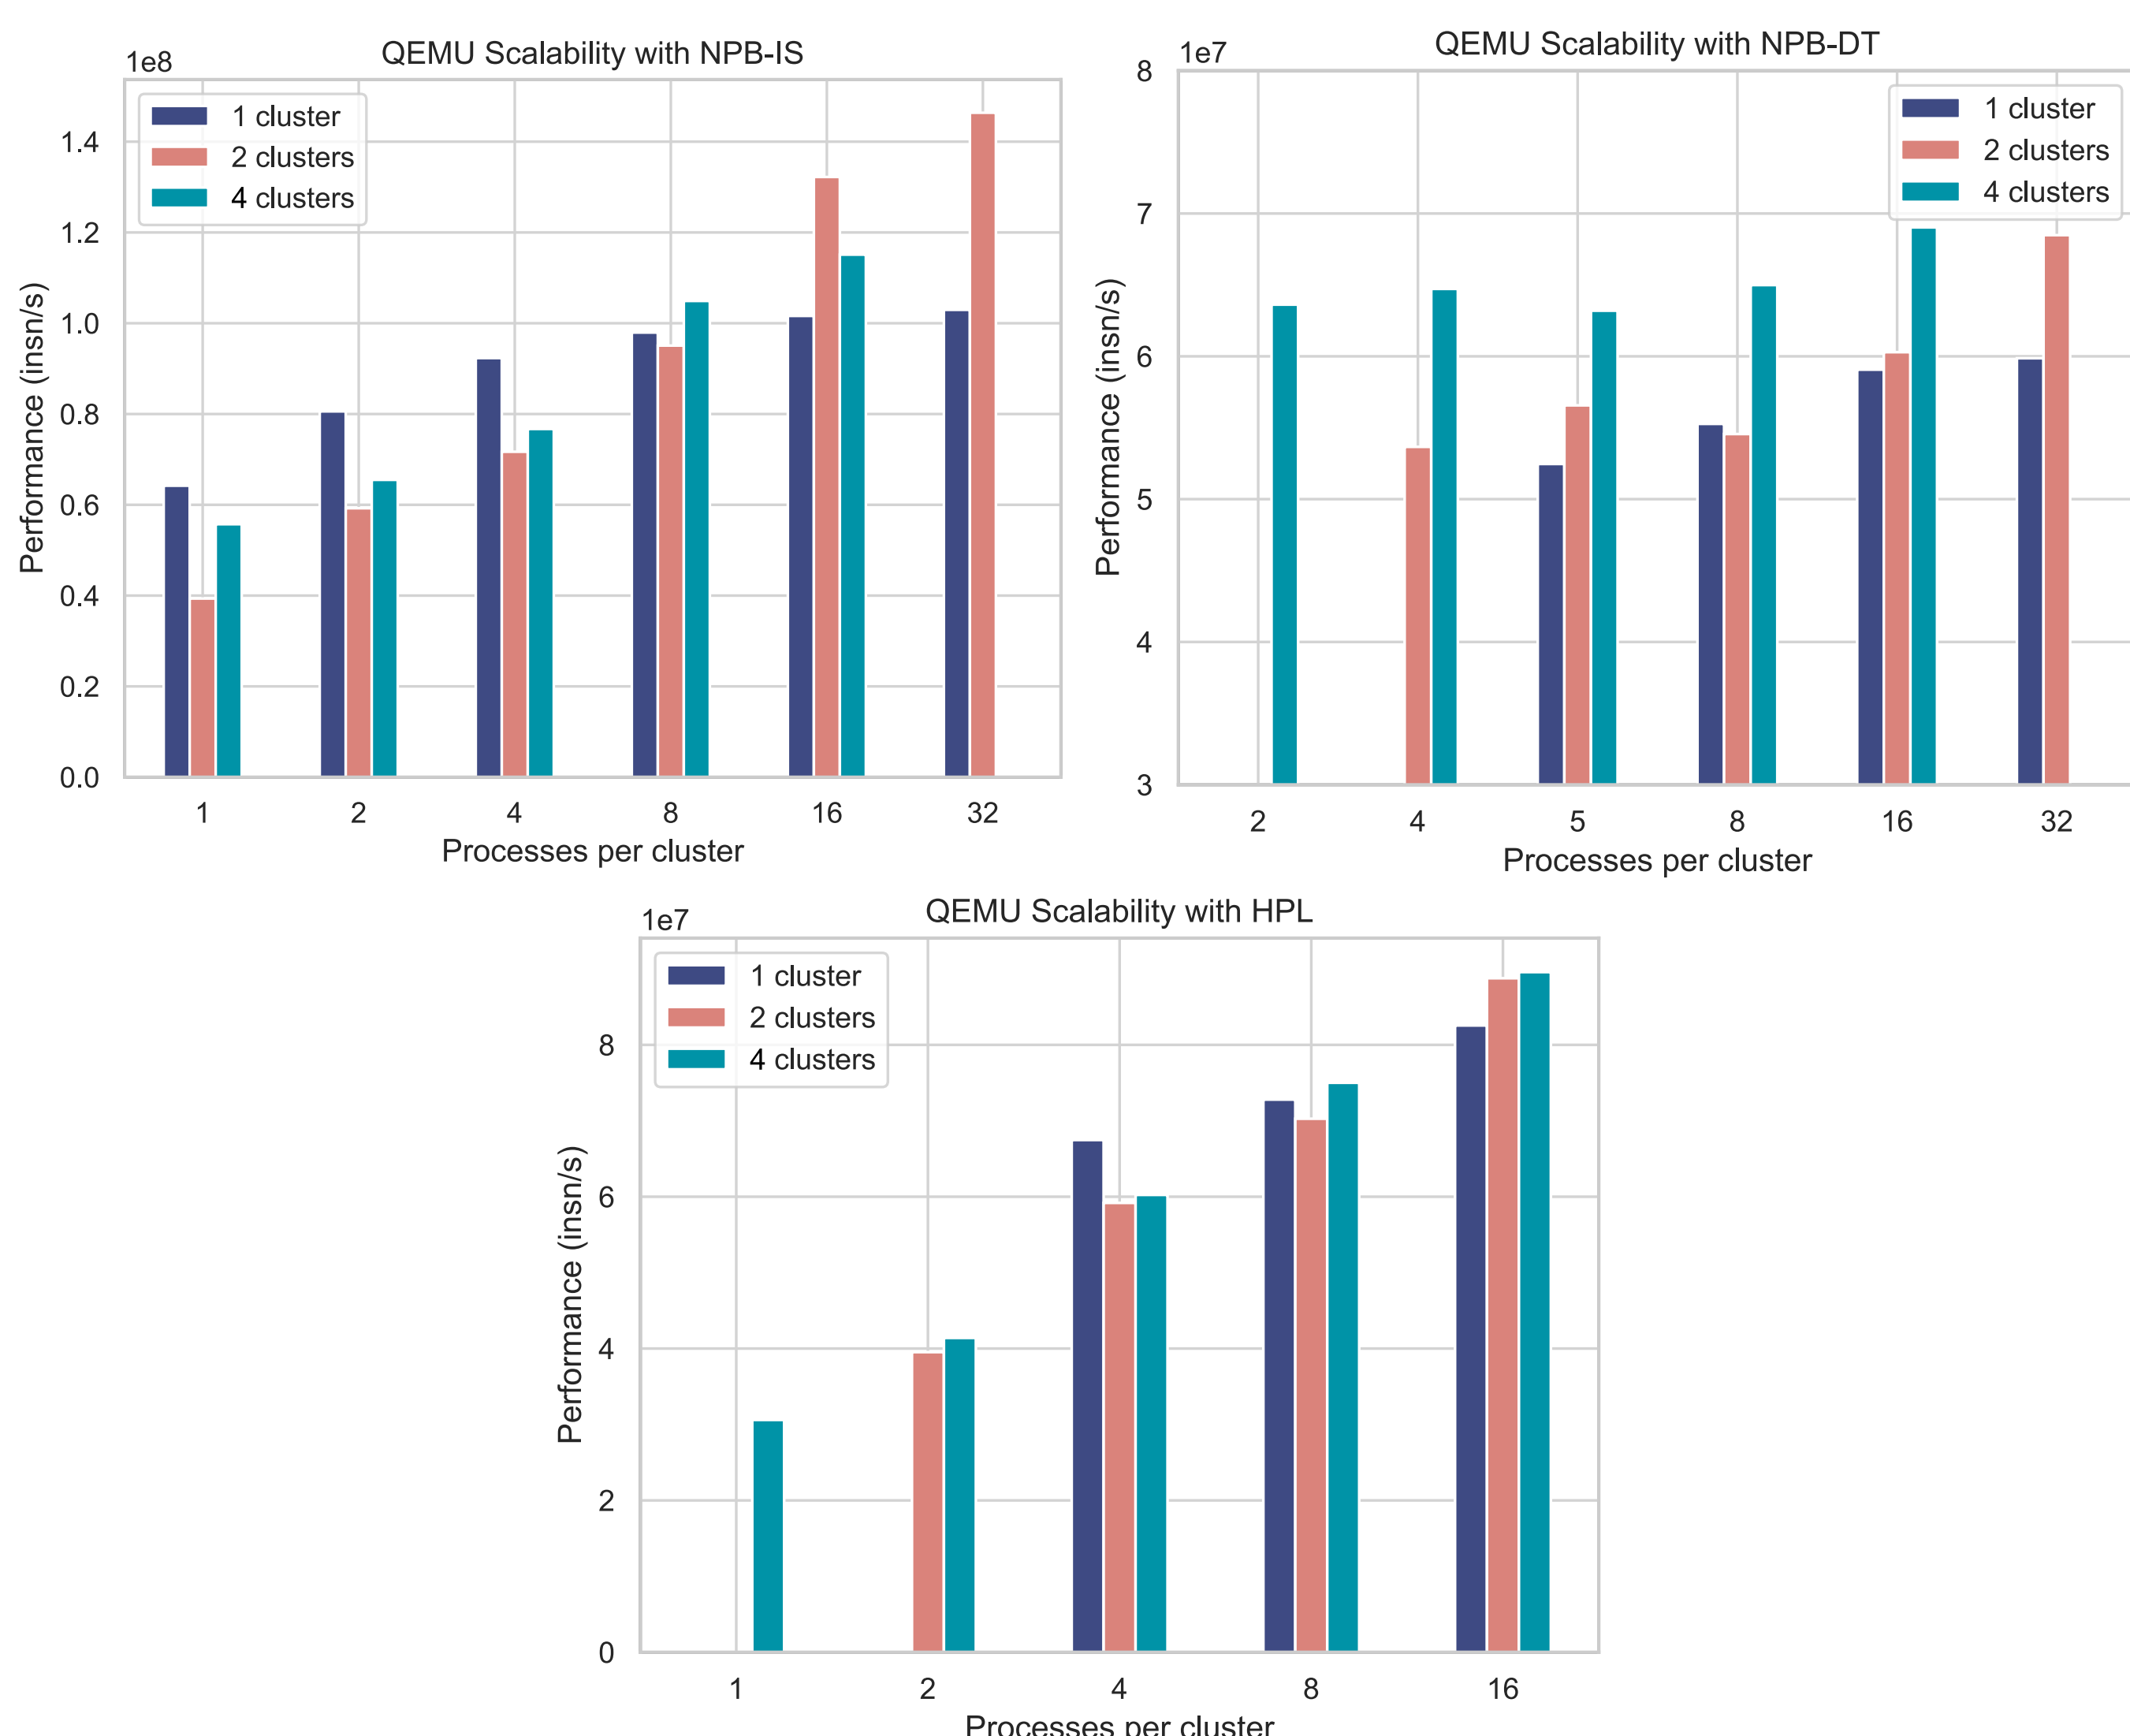 QEMU Scalability with NPB-IS
1e8
1 cluster
2 clusters
4 clusters
1.4
1.2
1.0
0.8
0.6
0.4
0.2
0.0
Performance (insn/s)
1 2 4 8 16 32
Processes per cluster
QEMU Scalability with NPB-DT
1e7
1 cluster
2 clusters
4 clusters
8
7
6
5
4
3
Performance (insn/s)
2 4 5 8 16 32
Processes per cluster
QEMU Scalability with HPL
1e7
1 cluster
2 clusters
4 clusters
8
6
4
2
0
Performance (insn/s)
1 2 4 8 16
Processes per cluster